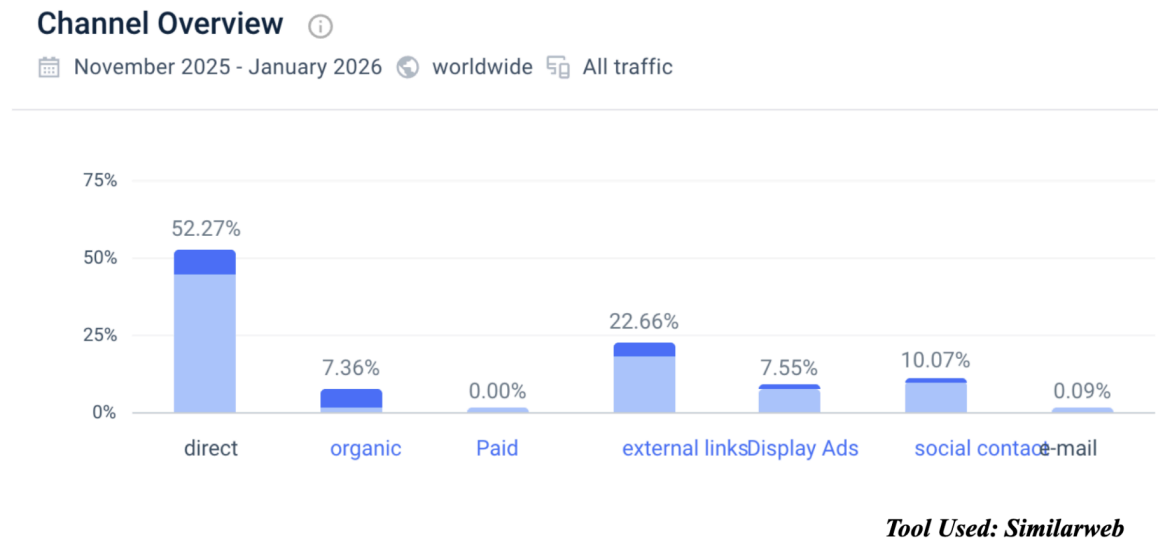 Channel Overview
November 2025 - January 2026 worldwide All traffic
75%
52.27%
50%
25%
22.66%
7.36%
0.00%
7.55%
10.07%
0.09%
0%
direct organic Paid external links Display Ads social contact e-mail
Tool Used: Similarweb